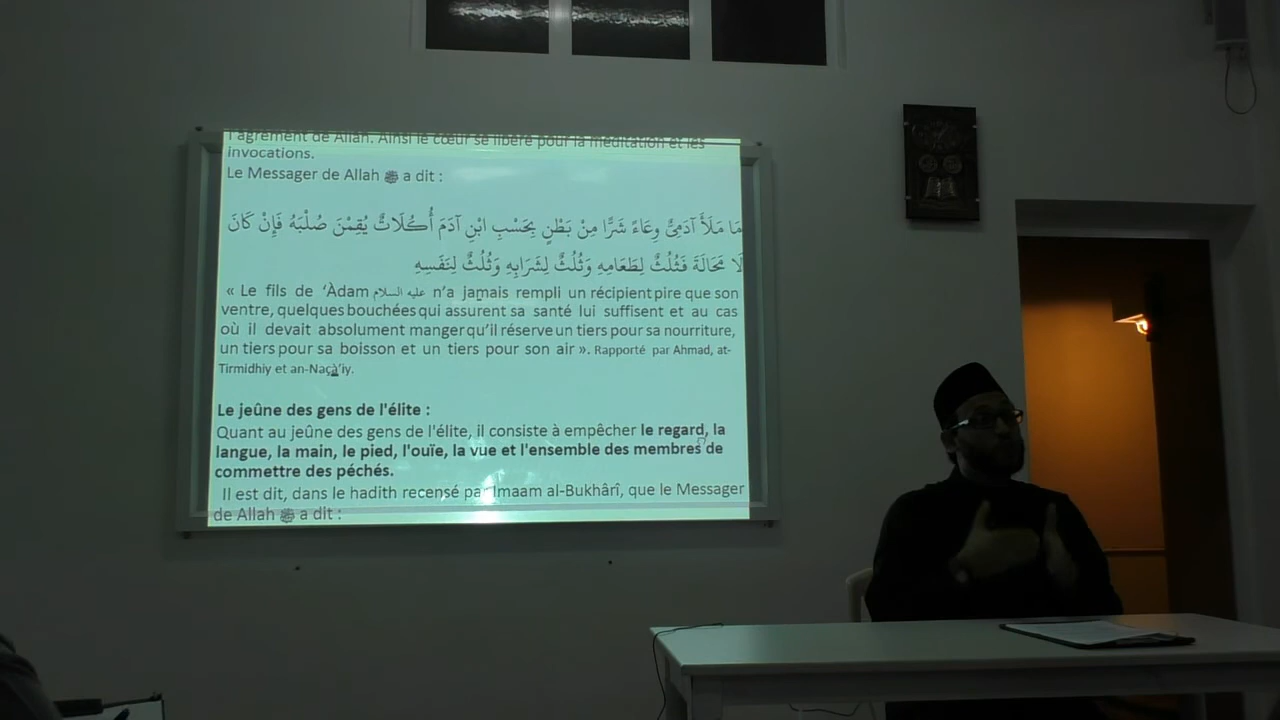 l'agrément de Allah. Ainsi le cœur se libère pour la méditation et les
invocations.
Le Messager de Allah ﷺ a dit :
مَا مَلَأَ آدَمِيٌّ وِعَاءً شَرًّا مِنْ بَطْنٍ بِحَسْبِ ابْنِ آدَمَ أُكُلَاتٌ يُقِمْنَ صُلْبَهُ فَإِنْ كَانَ
لَا مَحَالَةَ فَثُلُثٌ لِطَعَامِهِ وَثُلُثٌ لِشَرَابِهِ وَثُلُثٌ لِنَفَسِهِ
« Le fils de ‘Àdam عليه السلام n’a jamais rempli un récipient pire que son
ventre, quelques bouchées qui assurent sa santé lui suffisent et au cas
où il devait absolument manger qu’il réserve un tiers pour sa nourriture,
un tiers pour sa boisson et un tiers pour son air ». Rapporté par Ahmad, at-
Tirmidhiy et an-Naçà’iy.
Le jeûne des gens de l'élite :
Quant au jeûne des gens de l'élite, il consiste à empêcher le regard, la
langue, la main, le pied, l'ouïe, la vue et l'ensemble des membres de
commettre des péchés.
Il est dit, dans le hadith recensé par Imaam al-Bukhârî, que le Messager
de Allah ﷺ a dit :